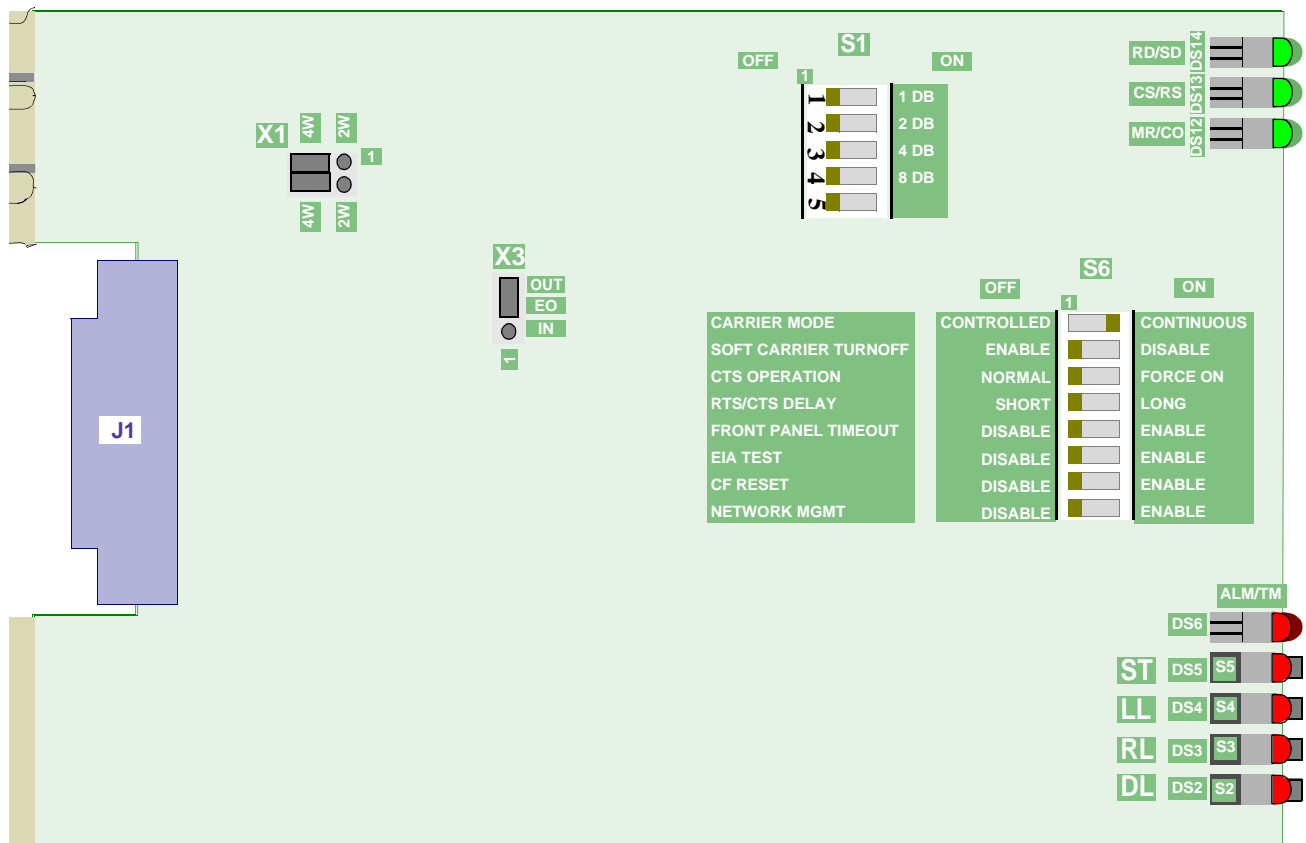 S1
OFF
ON
1
1 1 DB
2 2 DB
3 4 DB
4 8 DB
5
RD/SD DS14
CS/RS DS13
MR/CO DS12
X1
4W 2W
1
4W 2W
X3
OUT
EO
IN
1
J1
S6
OFF
ON
1
CARRIER MODE CONTROLLED CONTINUOUS
SOFT CARRIER TURNOFF ENABLE DISABLE
CTS OPERATION NORMAL FORCE ON
RTS/CTS DELAY SHORT LONG
FRONT PANEL TIMEOUT DISABLE ENABLE
EIA TEST DISABLE ENABLE
CF RESET DISABLE ENABLE
NETWORK MGMT DISABLE ENABLE
ALM/TM
DS6
ST DS5 S5
LL DS4 S4
RL DS3 S3
DL DS2 S2